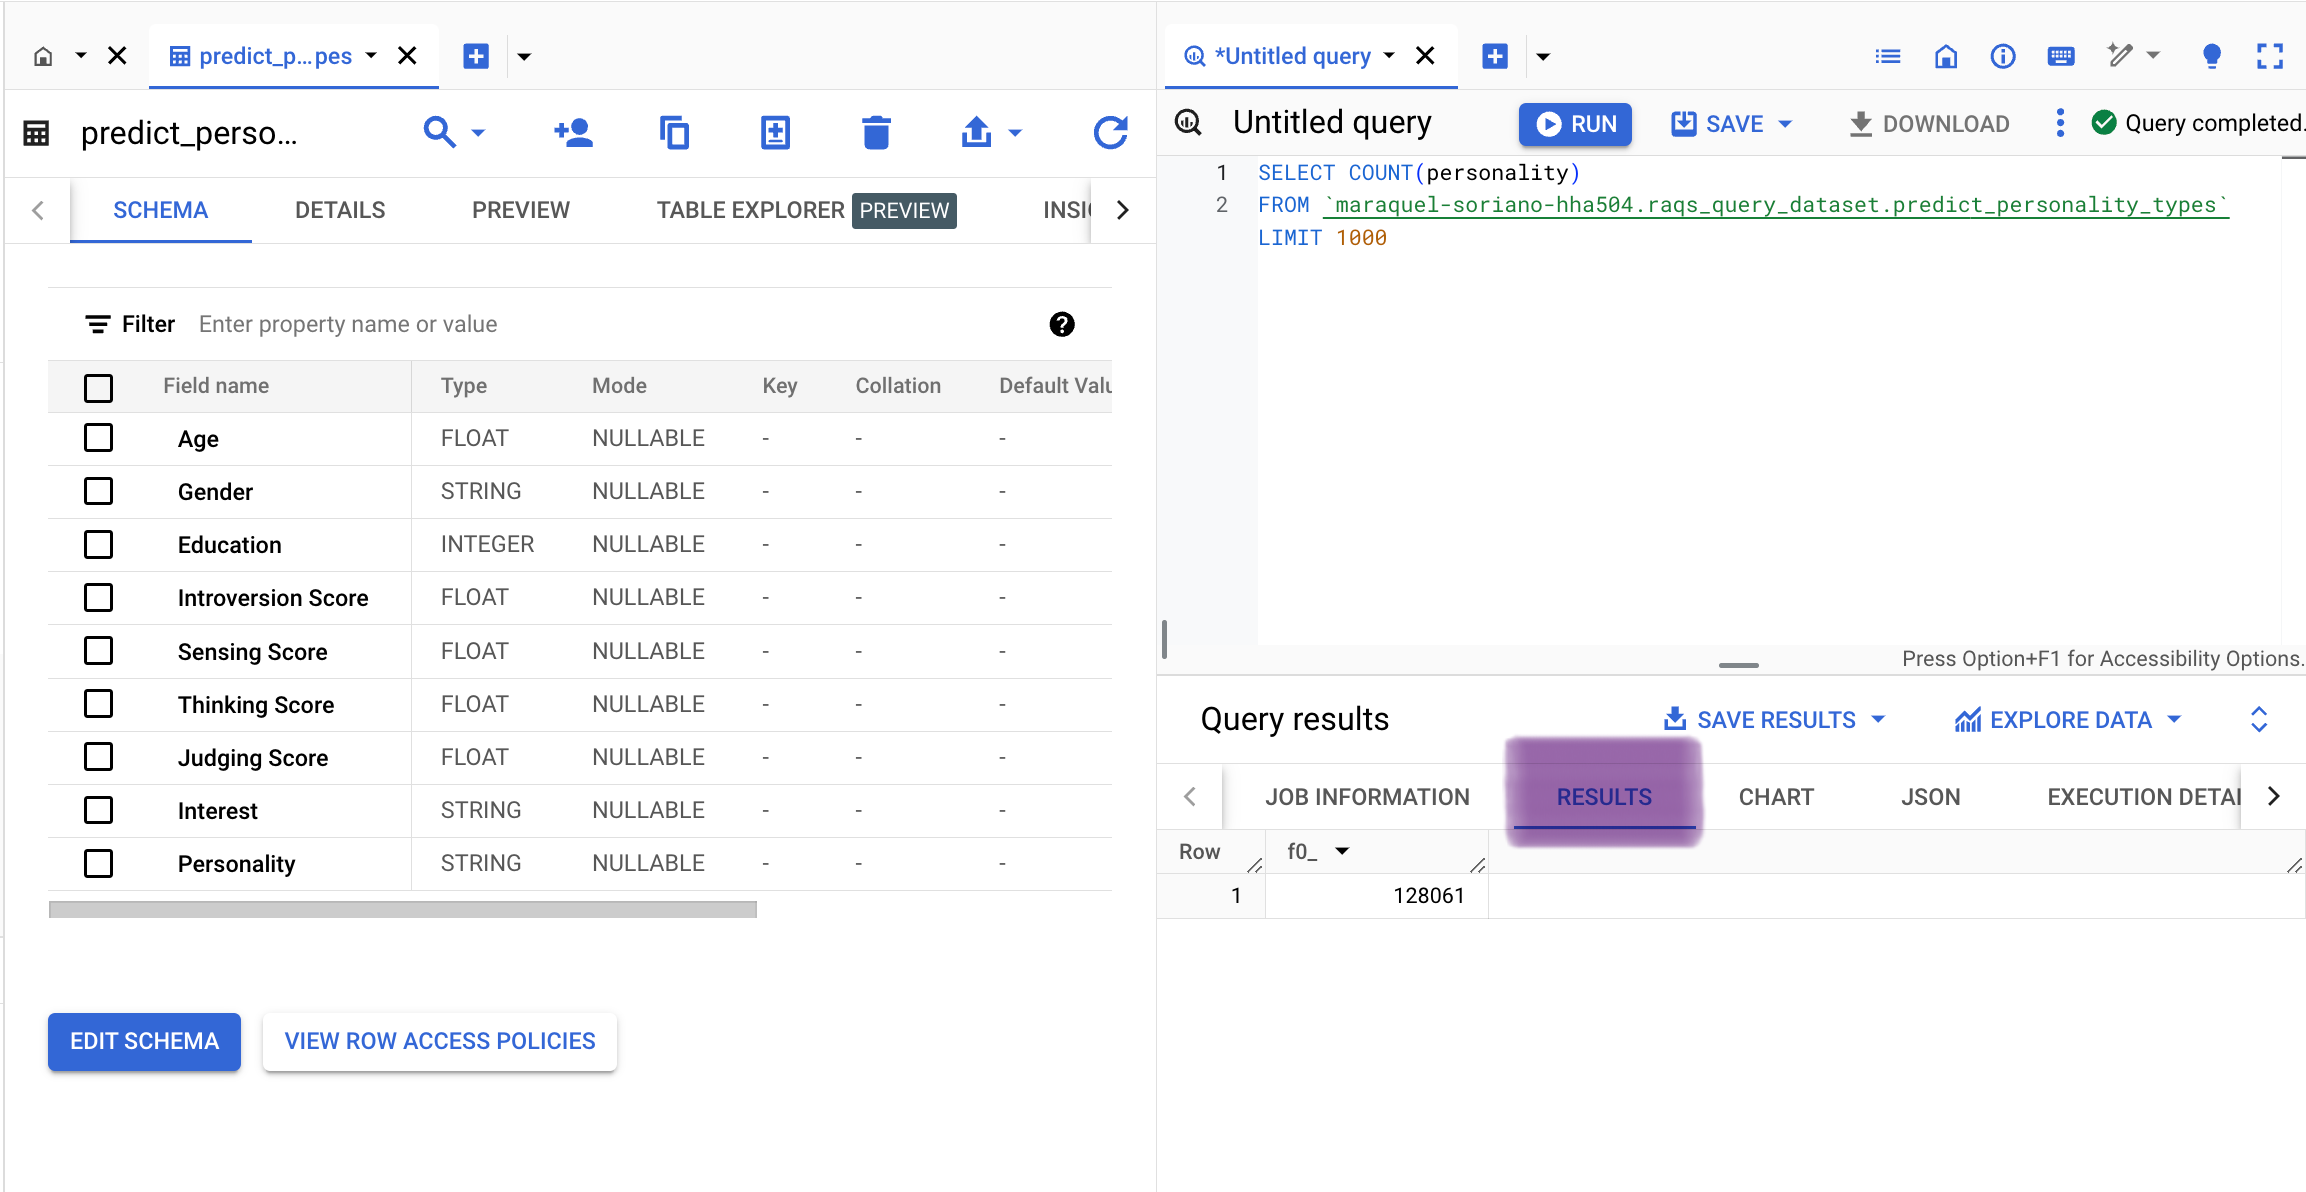 predict_p...pes
*Untitled query
predict_perso...
Untitled query
RUN
SAVE
DOWNLOAD
Query completed.
SCHEMA
DETAILS
PREVIEW
TABLE EXPLORER
PREVIEW
1 SELECT COUNT(personality)
2 FROM `maraquel-soriano-hha504.raqs_query_dataset.predict_personality_types`
LIMIT 1000
Filter Enter property name or value
Field name Type Mode Key Collation Default
Age FLOAT NULLABLE - - -
Gender STRING NULLABLE - - -
Education INTEGER NULLABLE - - -
Introversion Score FLOAT NULLABLE - - -
Sensing Score FLOAT NULLABLE - - -
Thinking Score FLOAT NULLABLE - - -
Judging Score FLOAT NULLABLE - - -
Interest STRING NULLABLE - - -
Personality STRING NULLABLE - - -
EDIT SCHEMA
VIEW ROW ACCESS POLICIES
Press Option+F1 for Accessibility Options.
Query results
SAVE RESULTS
EXPLORE DATA
JOB INFORMATION
RESULTS
CHART
JSON
EXECUTION
Row f0_
1 128061